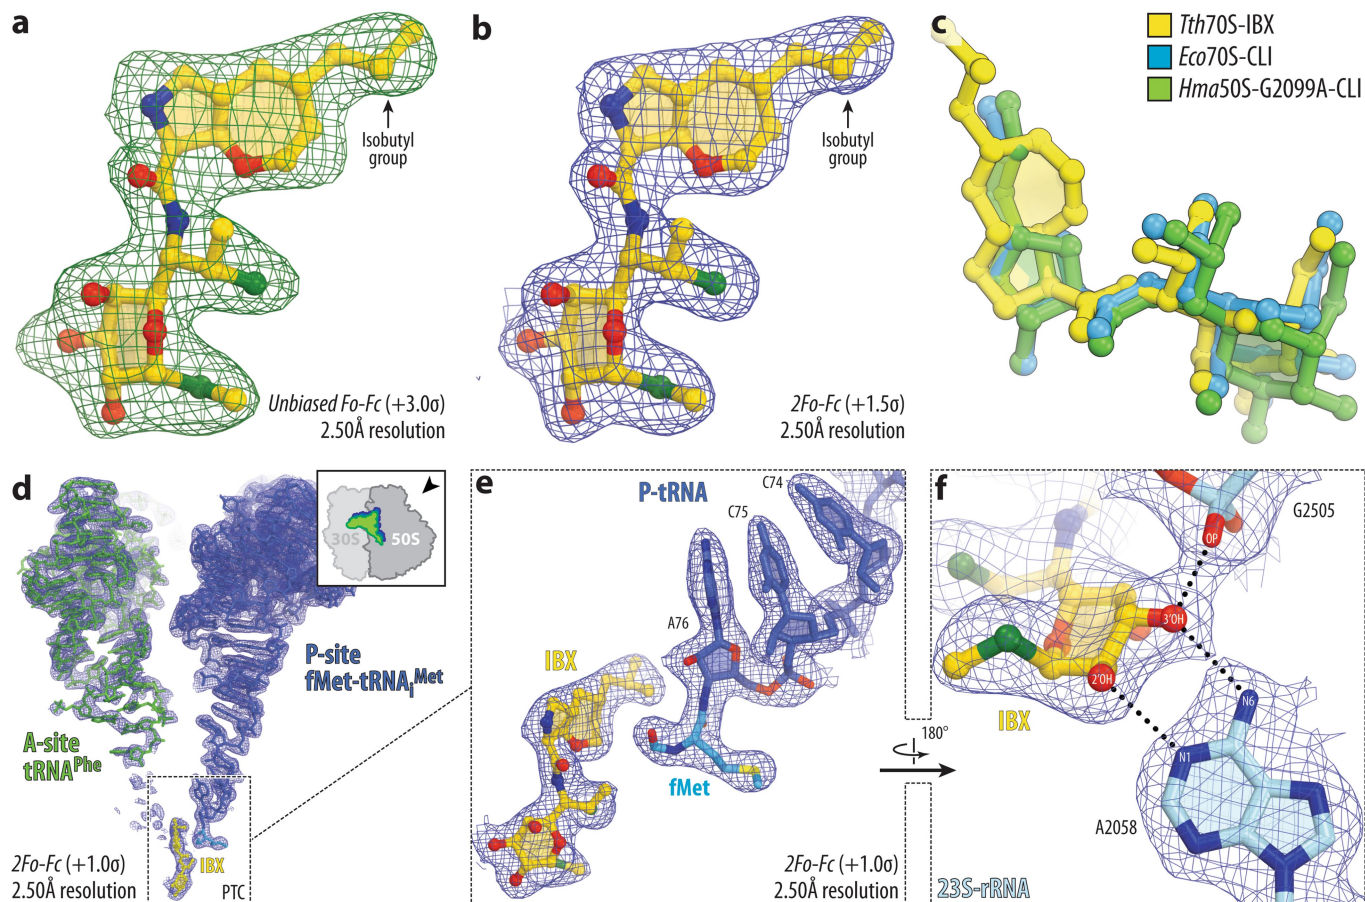 a
Isobutyl
group
Unbiased Fo-Fc (+3.0σ)
2.50Å resolution
b
Isobutyl
group
2Fo-Fc (+1.5σ)
2.50Å resolution
c
Tth70S-IBX
Eco70S-CLI
Hma50S-G2099A-CLI
d
30S
50S
P-site
fMet-tRNAᵢᴹᵉᵗ
A-site
tRNAᴾʰᵉ
IBX
PTC
2Fo-Fc (+1.0σ)
2.50Å resolution
e
P-tRNA
C74
C75
A76
IBX
fMet
2Fo-Fc (+1.0σ)
2.50Å resolution
180°
f
G2505
OP
3'OH
2'OH
N6
N1
IBX
A2058
23S-rRNA